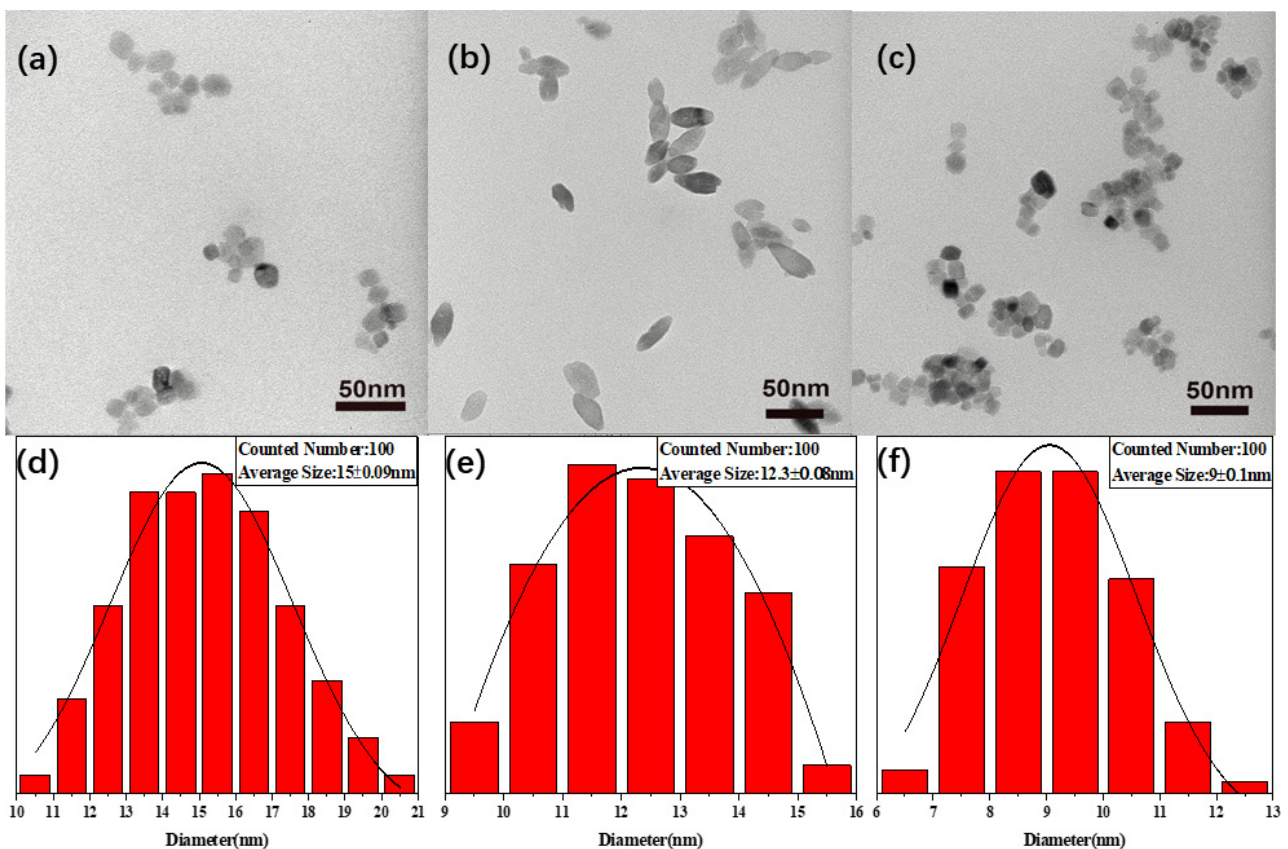 (a)
(b)
(c)
50nm
50nm
50nm
(d)
Counted Number:100
Average Size:15±0.09nm
10 11 12 13 14 15 16 17 18 19 20 21
Diameter(nm)
(e)
Counted Number:100
Average Size:12.3±0.08nm
9 10 11 12 13 14 15 16
Diameter(nm)
(f)
Counted Number:100
Average Size:9±0.1nm
6 7 8 9 10 11 12 13
Diameter(nm)